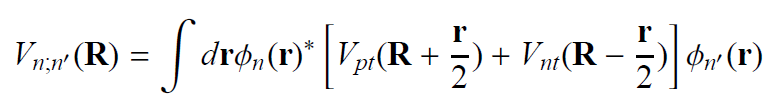 $V_{n;n'}(\mathbf{R}) = \int d\mathbf{r}\phi_n(\mathbf{r})^* \left[ V_{pt}(\mathbf{R} + \frac{\mathbf{r}}{2}) + V_{nt}(\mathbf{R} - \frac{\mathbf{r}}{2}) \right] \phi_{n'}(\mathbf{r})$